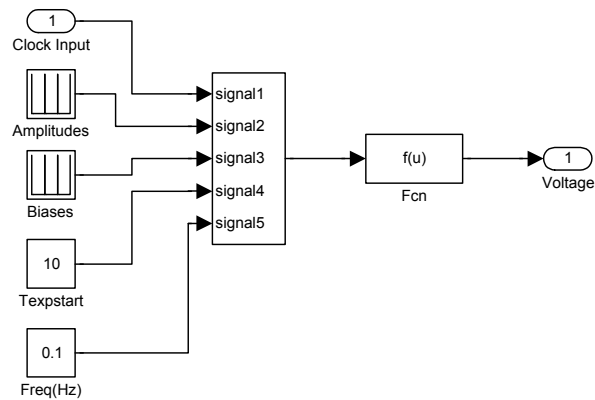 1
Clock Input
Amplitudes
Biases
10
Texpstart
0.1
Freq(Hz)
signal1
signal2
signal3
signal4
signal5
f(u)
Fcn
1
Voltage